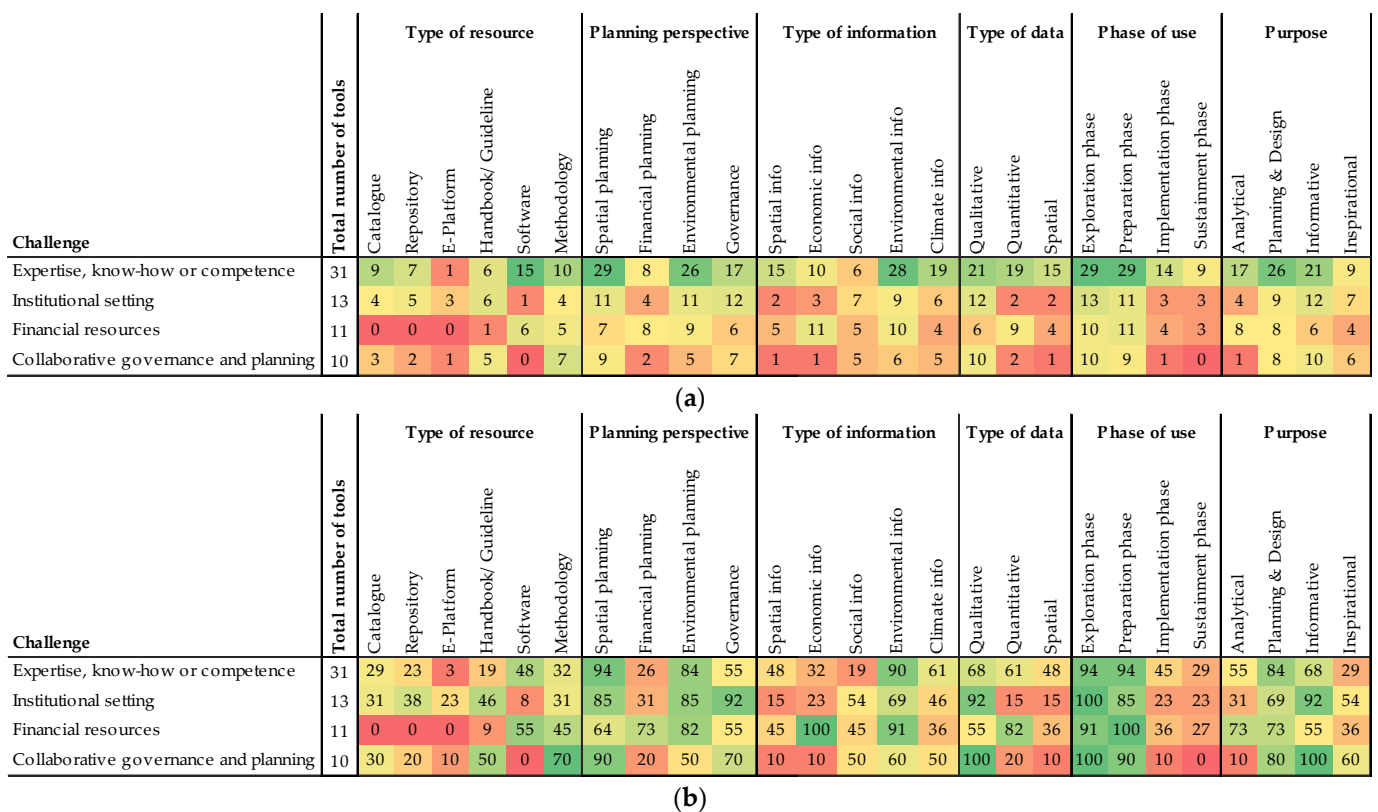 Type of resource Planning perspective Type of information Type of data Phase of use Purpose
Challenge Total number of tools Catalogue Repository E-Platform Handbook/ Guideline Software Methodology Spatial planning Financial planning Environmental planning Governance Spatial info Economic info Social info Environmental info Climate info Qualitative Quantitative Spatial Exploration phase Preparation phase Implementation phase Sustainment phase Analytical Planning & Design Informative Inspirational
Expertise, know-how or competence 31 9 7 1 6 15 10 29 8 26 17 15 10 6 28 19 21 19 15 29 29 14 9 17 26 21 9
Institutional setting 13 4 5 3 6 1 4 11 4 11 12 2 3 7 9 6 12 2 2 13 11 3 3 4 9 12 7
Financial resources 11 0 0 0 1 6 5 7 8 9 6 5 11 5 10 4 6 9 4 10 11 4 3 8 8 6 4
Collaborative governance and planning 10 3 2 1 5 0 7 9 2 5 7 1 1 5 6 5 10 2 1 10 9 1 0 1 8 10 6
(a)
Type of resource Planning perspective Type of information Type of data Phase of use Purpose
Challenge Total number of tools Catalogue Repository E-Platform Handbook/ Guideline Software Methodology Spatial planning Financial planning Environmental planning Governance Spatial info Economic info Social info Environmental info Climate info Qualitative Quantitative Spatial Exploration phase Preparation phase Implementation phase Sustainment phase Analytical Planning & Design Informative Inspirational
Expertise, know-how or competence 31 29 23 3 19 48 32 94 26 84 55 48 32 19 90 61 68 61 48 94 94 45 29 55 84 68 29
Institutional setting 13 31 38 23 46 8 31 85 31 85 92 15 23 54 69 46 92 15 15 100 85 23 23 31 69 92 54
Financial resources 11 0 0 0 9 55 45 64 73 82 55 45 100 45 91 36 55 82 36 91 100 36 27 73 73 55 36
Collaborative governance and planning 10 30 20 10 50 0 70 90 20 50 70 10 10 50 60 50 100 20 10 100 90 10 0 10 80 100 60
(b)